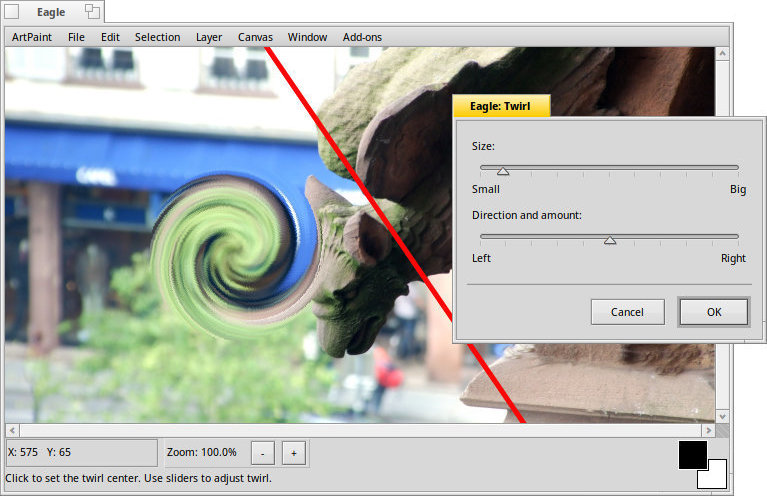 Eagle
ArtPaint File Edit Selection Layer Canvas Window Add-ons
Eagle: Twirl
Size:
Small Big
Direction and amount:
Left Right
Cancel OK
X: 575 Y: 65 Zoom: 100.0% - +
Click to set the twirl center. Use sliders to adjust twirl.